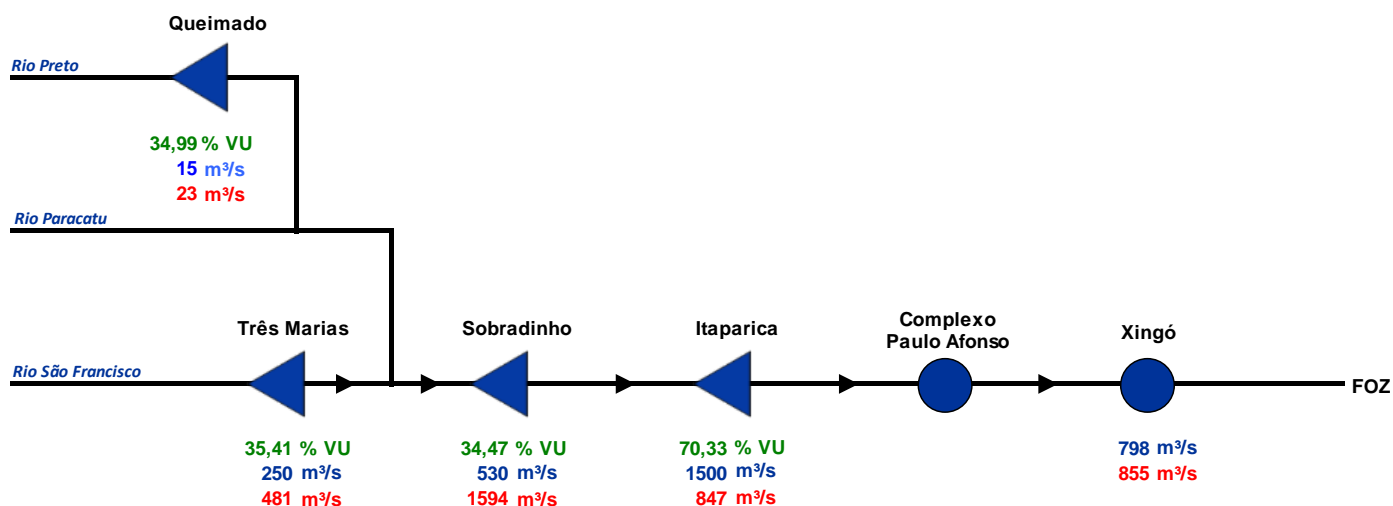 Queimado
Rio Preto
34,99 % VU
15 m³/s
23 m³/s
Rio Paracatu
Três Marias
Sobradinho
Itaparica
Complexo
Paulo Afonso
Xingó
Rio São Francisco
FOZ
35,41 % VU
250 m³/s
481 m³/s
34,47 % VU
530 m³/s
1594 m³/s
70,33 % VU
1500 m³/s
847 m³/s
798 m³/s
855 m³/s